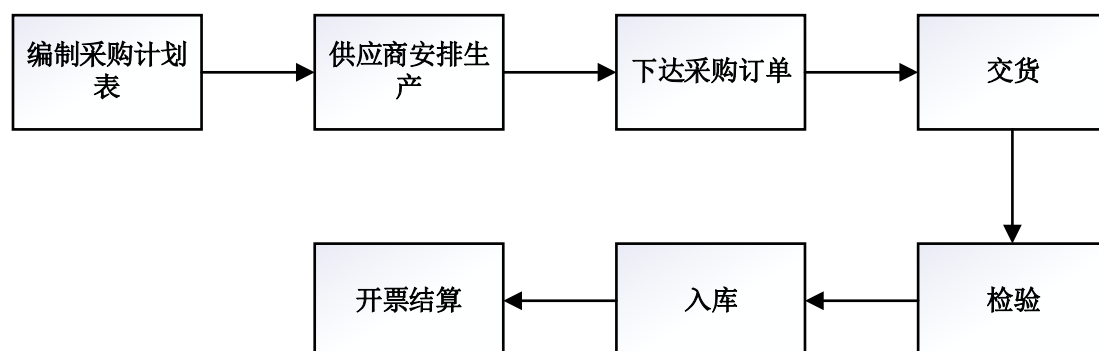 编制采购计划
表
供应商安排生
产
下达采购订单
交货
检验
入库
开票结算